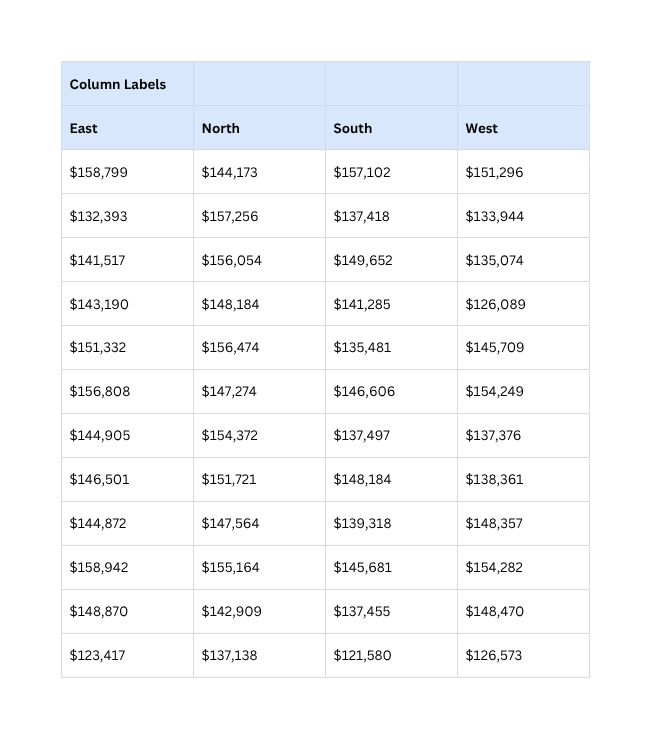 Column Labels
East North South West
$158,799 $144,173 $157,102 $151,296
$132,393 $157,256 $137,418 $133,944
$141,517 $156,054 $149,652 $135,074
$143,190 $148,184 $141,285 $126,089
$151,332 $156,474 $135,481 $145,709
$156,808 $147,274 $146,606 $154,249
$144,905 $154,372 $137,497 $137,376
$146,501 $151,721 $148,184 $138,361
$144,872 $147,564 $139,318 $148,357
$158,942 $155,164 $145,681 $154,282
$148,870 $142,909 $137,455 $148,470
$123,417 $137,138 $121,580 $126,573